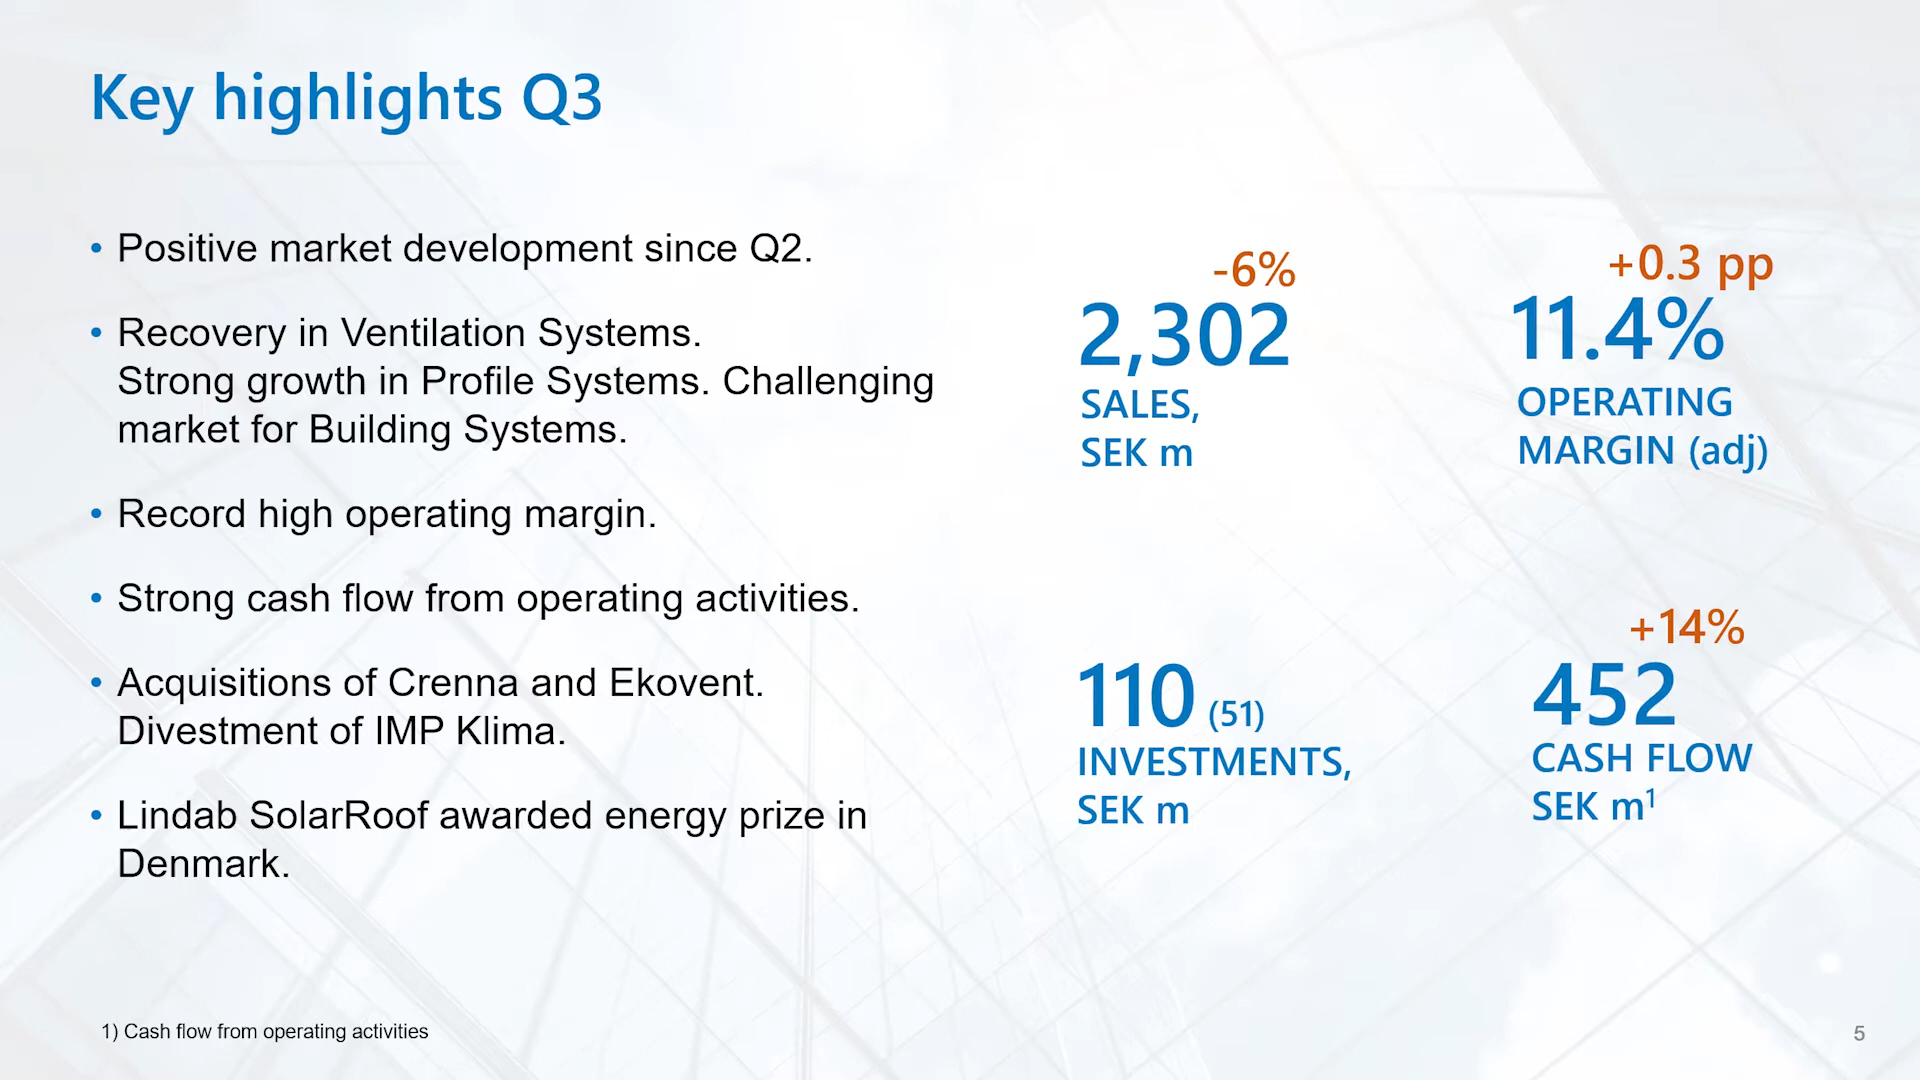 Key highlights Q3
• Positive market development since Q2.
• Recovery in Ventilation Systems.
Strong growth in Profile Systems. Challenging
market for Building Systems.
• Record high operating margin.
• Strong cash flow from operating activities.
• Acquisitions of Crenna and Ekovent.
Divestment of IMP Klima.
• Lindab SolarRoof awarded energy prize in
Denmark.
-6%
2,302
SALES,
SEK m
+0.3 pp
11.4%
OPERATING
MARGIN (adj)
110 (51)
INVESTMENTS,
SEK m
+14%
452
CASH FLOW
SEK m¹
1) Cash flow from operating activities
5